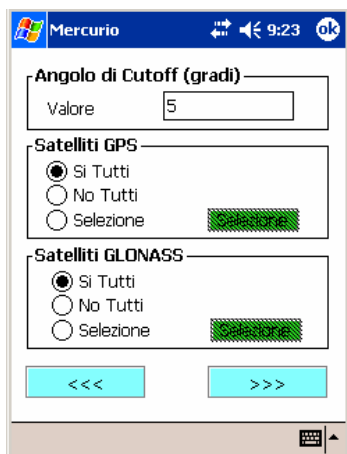 Mercurio 9:23 ok
Angolo di Cutoff (gradi)
Valore 5
Satelliti GPS
Si Tutti
No Tutti
Selezione Selezione
Satelliti GLONASS
Si Tutti
No Tutti
Selezione Selezione
<<< >>>